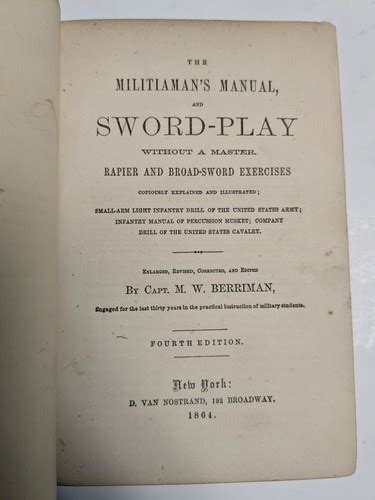 THE
MILITIAMAN'S MANUAL,
AND
SWORD-PLAY
WITHOUT A MASTER.
RAPIER AND BROAD-SWORD EXERCISES
COPIOUSLY EXPLAINED AND ILLUSTRATED;
SMALL-ARM LIGHT INFANTRY DRILL OF THE UNITED STATES ARMY;
INFANTRY MANUAL OF PERCUSSION MUSKET; COMPANY
DRILL OF THE UNITED STATES CAVALRY.
ENLARGED, REVISED, CORRECTED, AND EDITED
BY CAPT. M. W. BERRIMAN,
Engaged for the last thirty years in the practical instruction of military students.
FOURTH EDITION.
New York:
D. VAN NOSTRAND, 192 BROADWAY.
1864.